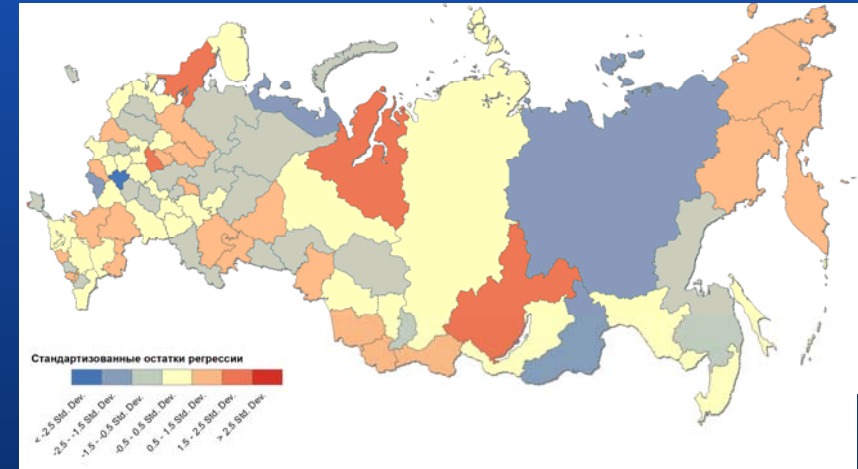 Стандартизованные остатки регрессии
< -2.5 Std. Dev.
-2.5 - -1.5 Std. Dev.
-1.5 - -0.5 Std. Dev.
-0.5 - 0.5 Std. Dev.
0.5 - 1.5 Std. Dev.
1.5 - 2.5 Std. Dev.
> 2.5 Std. Dev.